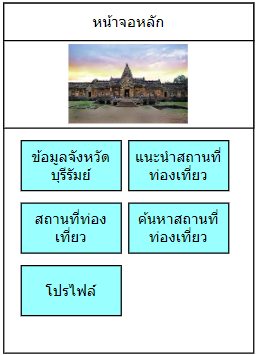 หน้าจอหลัก
ข้อมูลจังหวัด
บุรีรัมย์
แนะนำสถานที่
ท่องเที่ยว
สถานที่ท่อง
เที่ยว
ค้นหาสถานที่
ท่องเที่ยว
โปรไฟล์